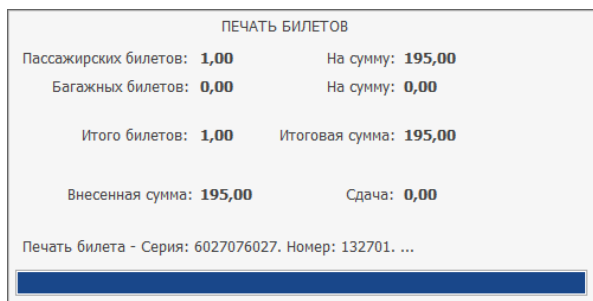 ПЕЧАТЬ БИЛЕТОВ
Пассажирских билетов: 1,00 На сумму: 195,00
Багажных билетов: 0,00 На сумму: 0,00
Итого билетов: 1,00 Итоговая сумма: 195,00
Внесенная сумма: 195,00 Сдача: 0,00
Печать билета - Серия: 6027076027. Номер: 132701. ...